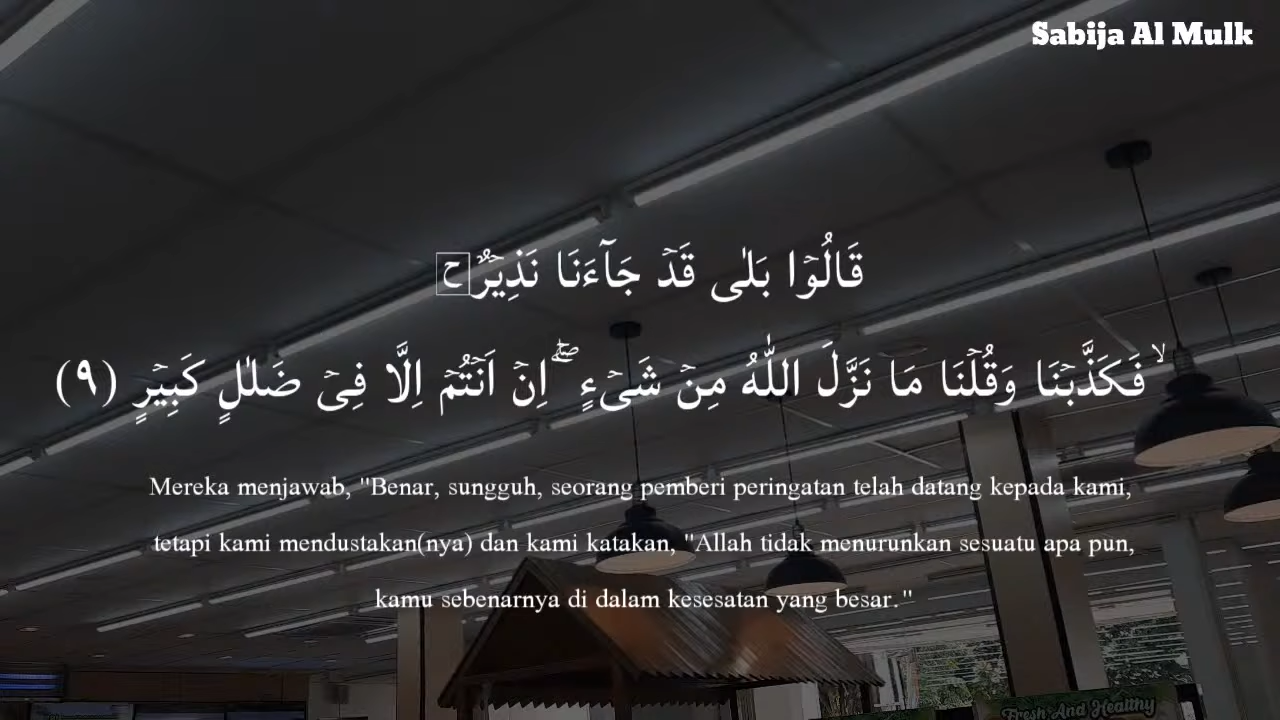 Sabija Al Mulk
قَالُوْا بَلٰى قَدْ جَاۤءَنَا نَذِيْرٌ ەۙ
ۙ فَكَذَّبْنَا وَقُلْنَا مَا نَزَّلَ اللّٰهُ مِنْ شَيْءٍۖ اِنْ اَنْتُمْ اِلَّا فِيْ ضَلٰلٍ كَبِيْرٍ (٩)
Mereka menjawab, "Benar, sungguh, seorang pemberi peringatan telah datang kepada kami,
tetapi kami mendustakan(nya) dan kami katakan, "Allah tidak menurunkan sesuatu apa pun,
kamu sebenarnya di dalam kesesatan yang besar."
Fresh And Healthy